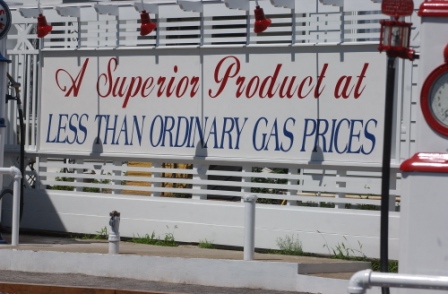 A Superior Product at
LESS THAN ORDINARY GAS PRICES